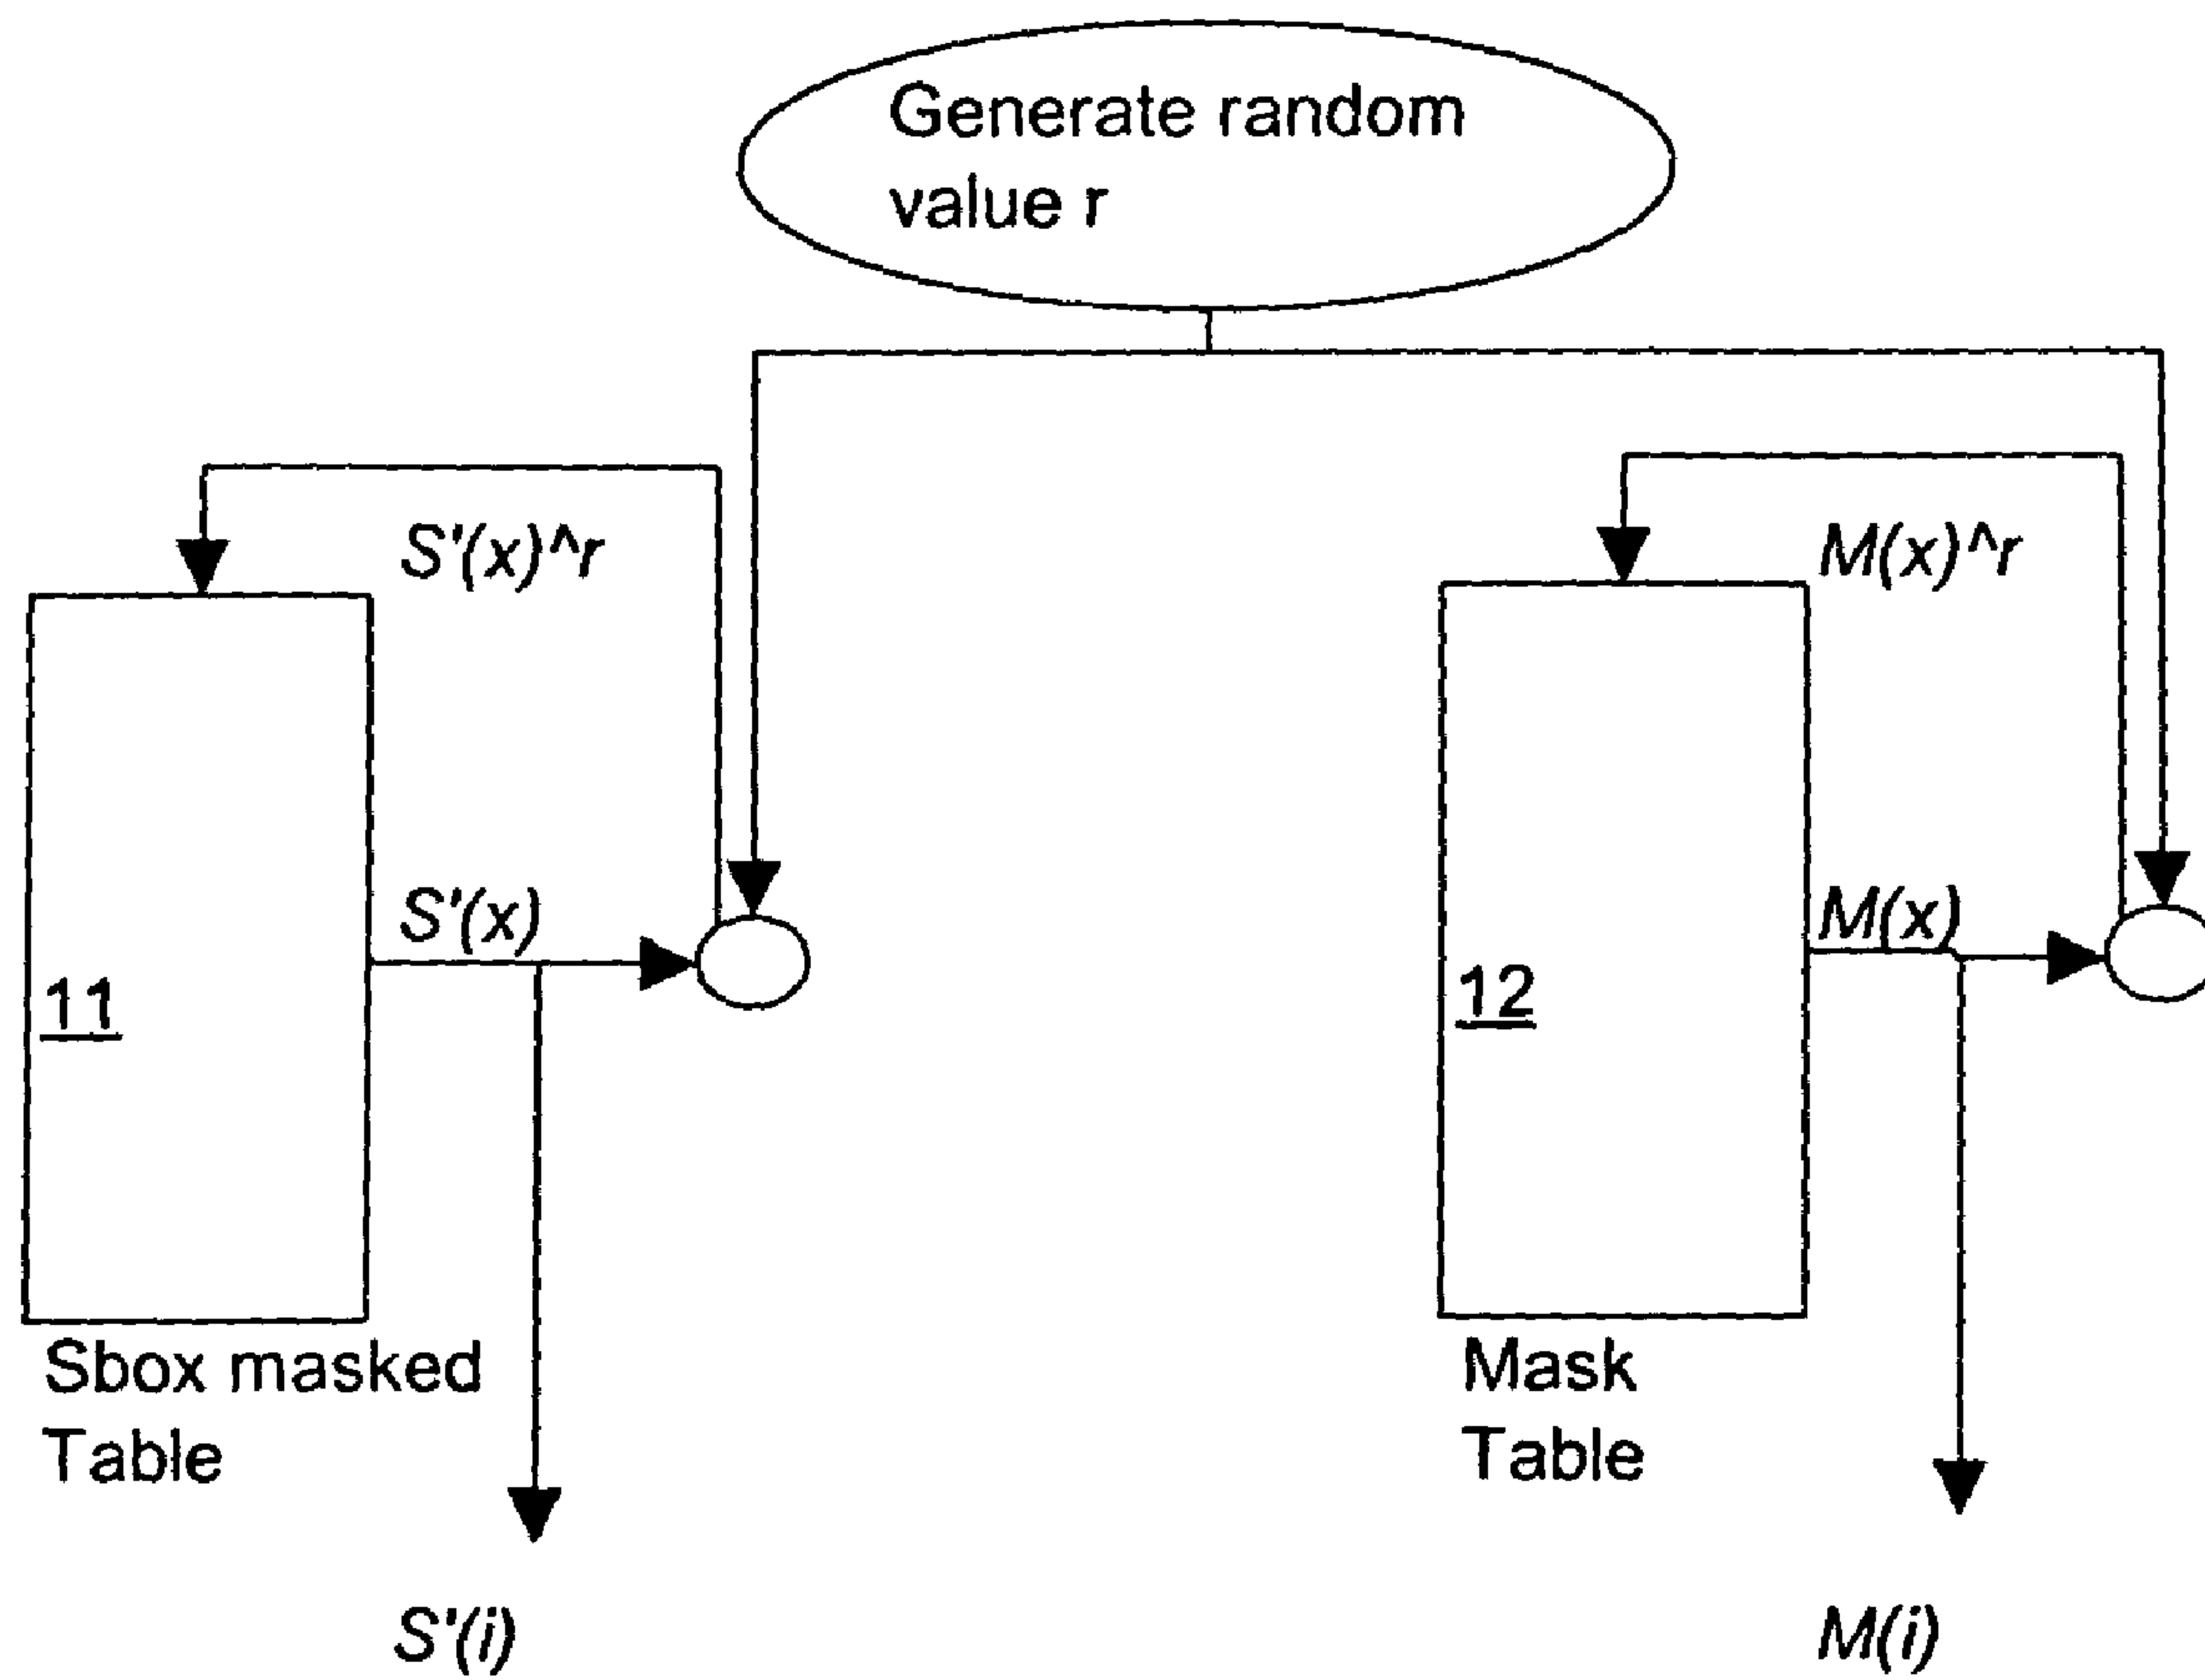 Generate random
value r
S'(x)^r
M(x)^r
S'(x)
M(x)
11
12
Sbox masked
Table
Mask
Table
S'(i)
M(i)